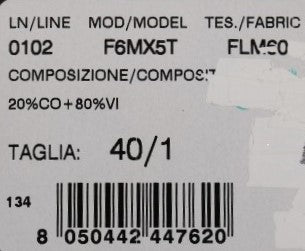 LN/LINE MOD/MODEL TES./FABRIC
0102 F6MX5T
COMPOSIZIONE/COMPOSIT
20%CO+80%VI
TAGLIA: 40/1
134
8 050442 447620